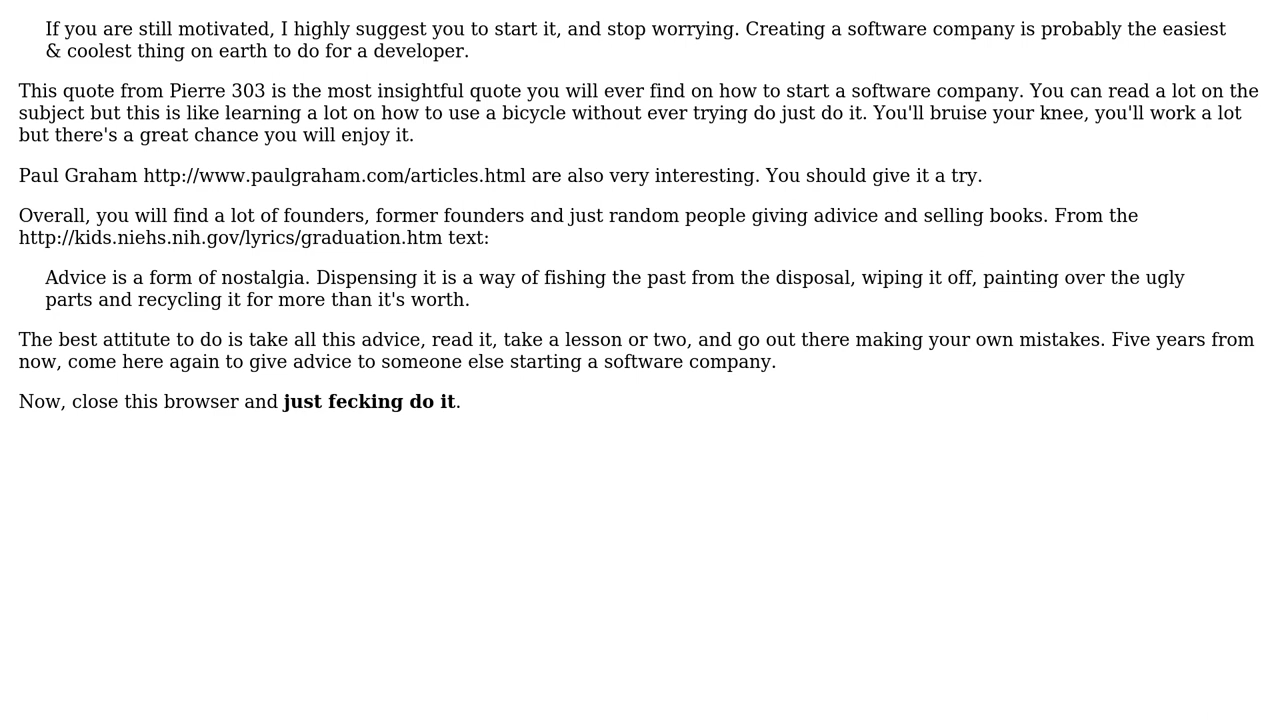 If you are still motivated, I highly suggest you to start it, and stop worrying. Creating a software company is probably the easiest
& coolest thing on earth to do for a developer.
This quote from Pierre 303 is the most insightful quote you will ever find on how to start a software company. You can read a lot on the
subject but this is like learning a lot on how to use a bicycle without ever trying do just do it. You'll bruise your knee, you'll work a lot
but there's a great chance you will enjoy it.
Paul Graham http://www.paulgraham.com/articles.html are also very interesting. You should give it a try.
Overall, you will find a lot of founders, former founders and just random people giving adivice and selling books. From the
http://kids.niehs.nih.gov/lyrics/graduation.htm text:
Advice is a form of nostalgia. Dispensing it is a way of fishing the past from the disposal, wiping it off, painting over the ugly
parts and recycling it for more than it's worth.
The best attitute to do is take all this advice, read it, take a lesson or two, and go out there making your own mistakes. Five years from
now, come here again to give advice to someone else starting a software company.
Now, close this browser and just fecking do it.